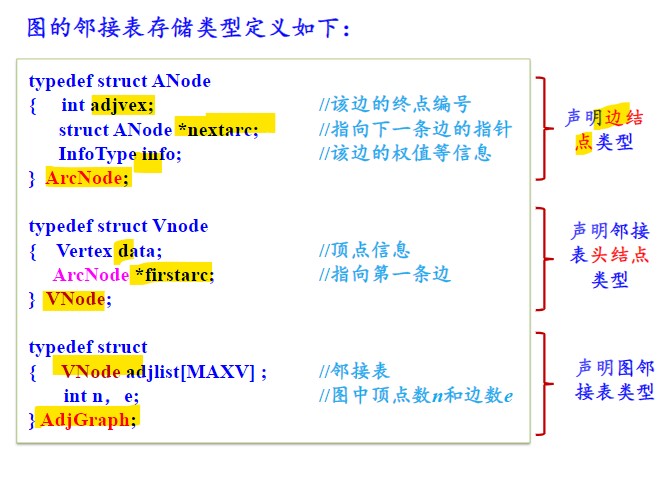 图的邻接表存储类型定义如下：
typedef struct ANode
{ int adjvex; //该边的终点编号
struct ANode *nextarc; //指向下一条边的指针
InfoType info; //该边的权值等信息
} ArcNode;
声明边结
点类型
typedef struct Vnode
{ Vertex data; //顶点信息
ArcNode *firstarc; //指向第一条边
} VNode;
声明邻接
表头结点
类型
typedef struct
{ VNode adjlist[MAXV] ; //邻接表
int n，e; //图中顶点数n和边数e
} AdjGraph;
声明图邻
接表类型